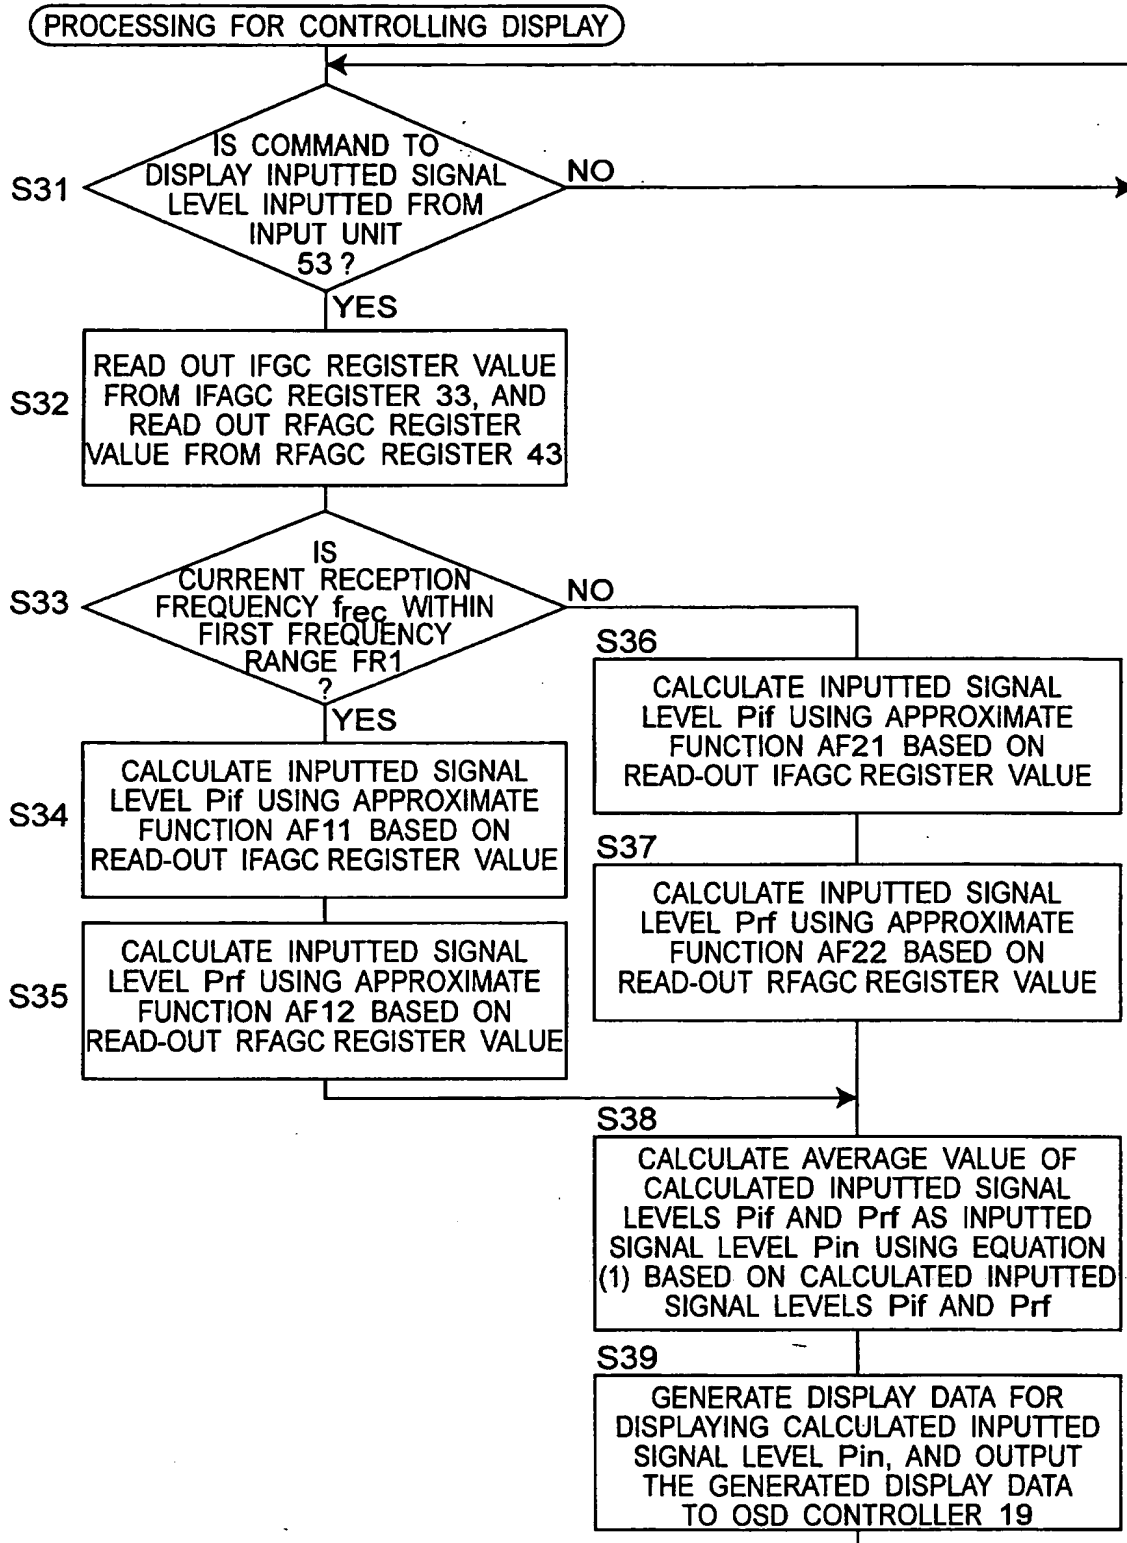 PROCESSING FOR CONTROLLING DISPLAY
S31
IS COMMAND TO
DISPLAY INPUTTED SIGNAL
LEVEL INPUTTED FROM
INPUT UNIT
53 ?
NO
YES
S32
READ OUT IFGC REGISTER VALUE
FROM IFAGC REGISTER 33, AND
READ OUT RFAGC REGISTER
VALUE FROM RFAGC REGISTER 43
S33
IS
CURRENT RECEPTION
FREQUENCY frec WITHIN
FIRST FREQUENCY
RANGE FR1
?
NO
YES
S34
CALCULATE INPUTTED SIGNAL
LEVEL Pif USING APPROXIMATE
FUNCTION AF11 BASED ON
READ-OUT IFAGC REGISTER VALUE
S35
CALCULATE INPUTTED SIGNAL
LEVEL Prf USING APPROXIMATE
FUNCTION AF12 BASED ON
READ-OUT RFAGC REGISTER VALUE
S36
CALCULATE INPUTTED SIGNAL
LEVEL Pif USING APPROXIMATE
FUNCTION AF21 BASED ON
READ-OUT IFAGC REGISTER VALUE
S37
CALCULATE INPUTTED SIGNAL
LEVEL Prf USING APPROXIMATE
FUNCTION AF22 BASED ON
READ-OUT RFAGC REGISTER VALUE
S38
CALCULATE AVERAGE VALUE OF
CALCULATED INPUTTED SIGNAL
LEVELS Pif AND Prf AS INPUTTED
SIGNAL LEVEL Pin USING EQUATION
(1) BASED ON CALCULATED INPUTTED
SIGNAL LEVELS Pif AND Prf
S39
GENERATE DISPLAY DATA FOR
DISPLAYING CALCULATED INPUTTED
SIGNAL LEVEL Pin, AND OUTPUT
THE GENERATED DISPLAY DATA
TO OSD CONTROLLER 19